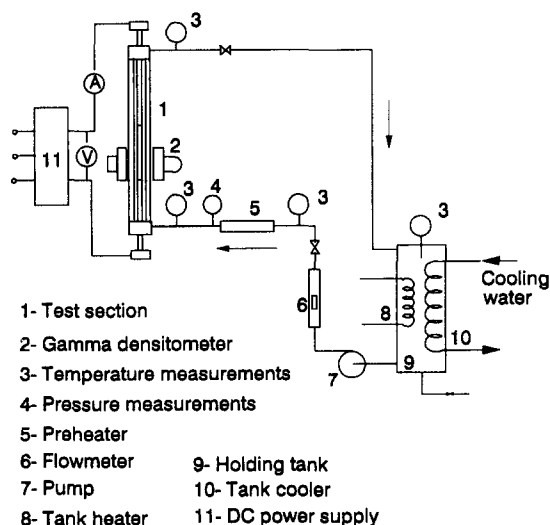 3
A
1
2
11
V
3
4
3
5
3
6
8
Cooling
water
10
7
9
1- Test section
2- Gamma densitometer
3- Temperature measurements
4- Pressure measurements
5- Preheater
6- Flowmeter
7- Pump
8- Tank heater
9- Holding tank
10- Tank cooler
11- DC power supply